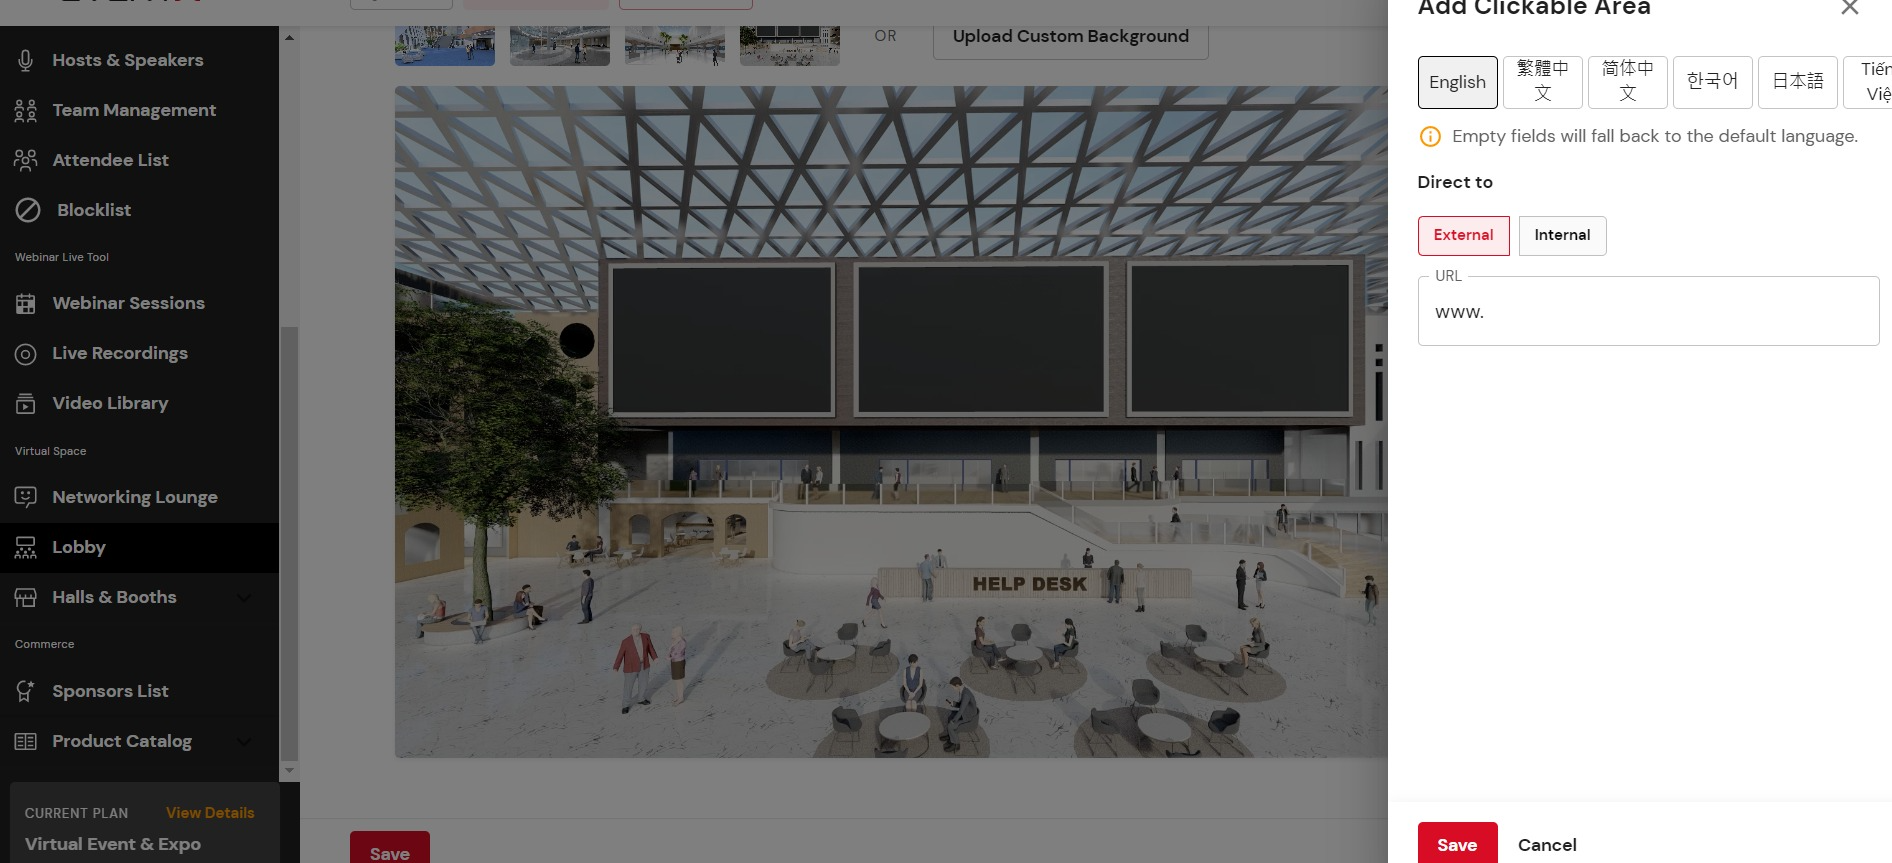 Add Clickable Area
Hosts & Speakers
Team Management
Attendee List
Blocklist
Webinar Live Tool
Webinar Sessions
Live Recordings
Video Library
Virtual Space
Networking Lounge
Lobby
Halls & Booths
Commerce
Sponsors List
Product Catalog
CURRENT PLAN
View Details
Virtual Event & Expo
OR
Upload Custom Background
HELP DESK
Save
English
繁體中
文
简体中
文
한국어
日本語
Empty fields will fall back to the default language.
Direct to
External
Internal
URL
www.
Save
Cancel